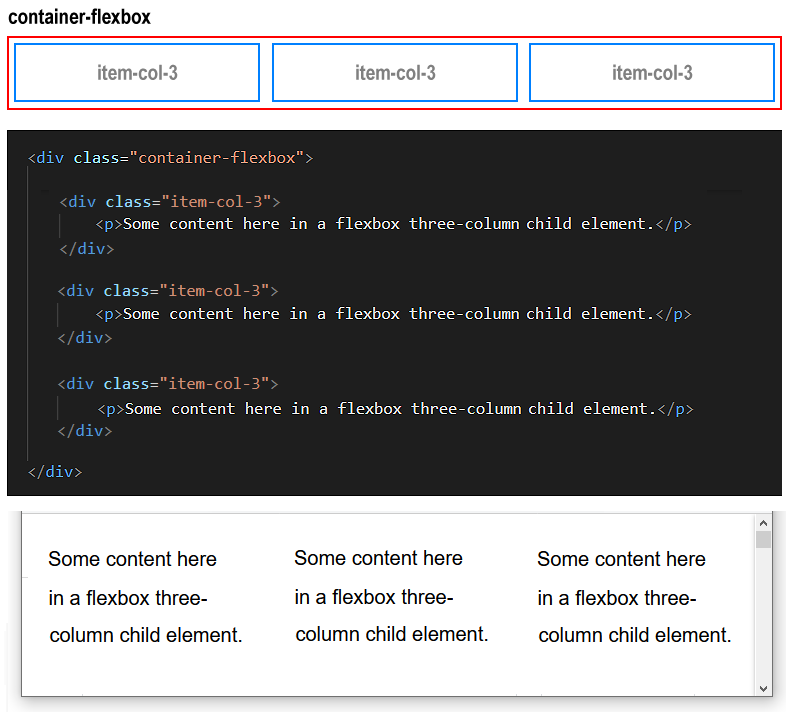 container-flexbox
item-col-3 item-col-3 item-col-3
<div class="container-flexbox">
<div class="item-col-3">
<p>Some content here in a flexbox three-column child element.</p>
</div>
<div class="item-col-3">
<p>Some content here in a flexbox three-column child element.</p>
</div>
<div class="item-col-3">
<p>Some content here in a flexbox three-column child element.</p>
</div>
</div>
Some content here
in a flexbox three-
column child element.
Some content here
in a flexbox three-
column child element.
Some content here
in a flexbox three-
column child element.